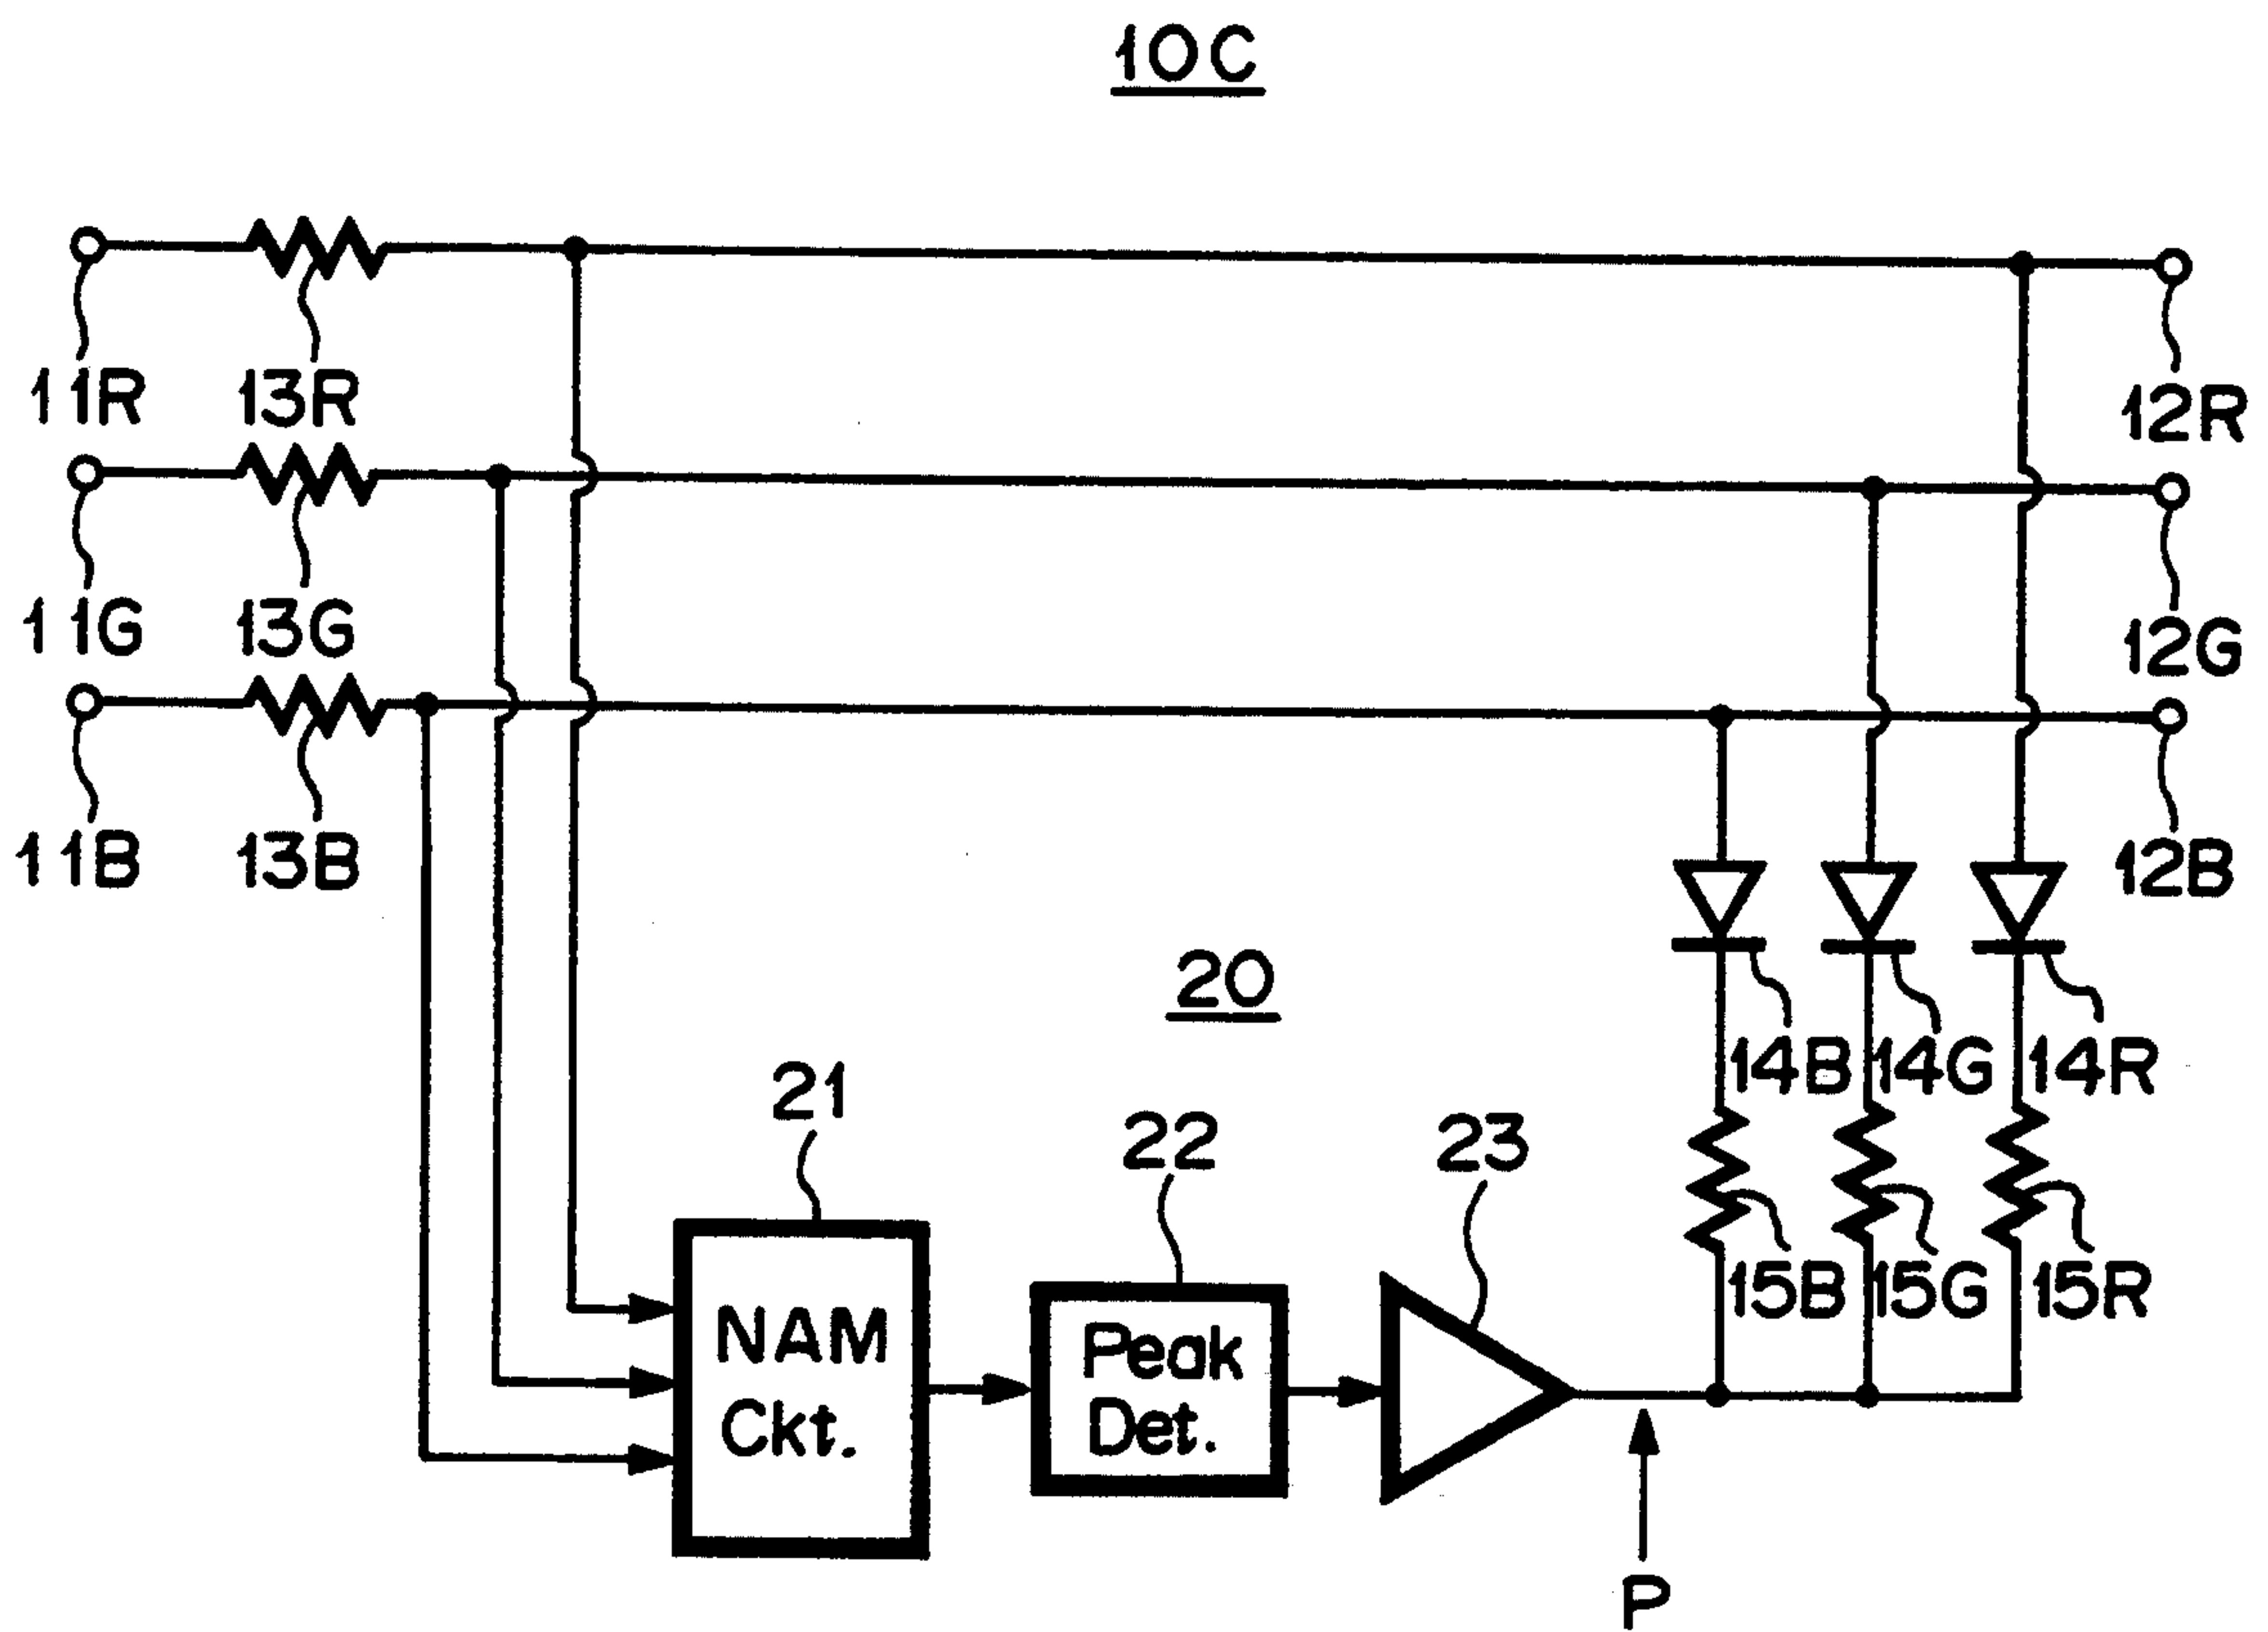 10C
11R 13R 12R
11G 13G 12G
11B 13B 12B
20
14B 14G 14R
21
22
23
15B 15G 15R
NAM
Ckt.
Peak
Det.
P